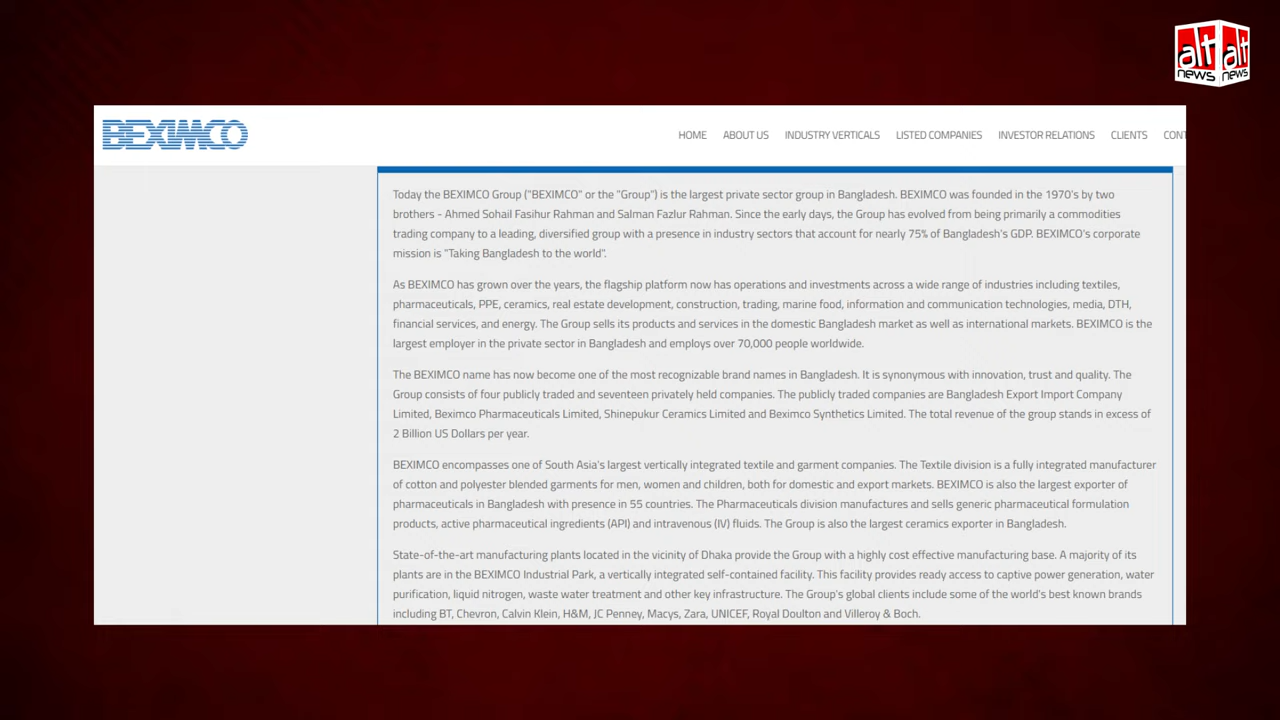 alt alt
news news
BEXIMCO
HOME ABOUT US INDUSTRY VERTICALS LISTED COMPANIES INVESTOR RELATIONS CLIENTS CONT
Today the BEXIMCO Group ("BEXIMCO" or the "Group") is the largest private sector group in Bangladesh. BEXIMCO was founded in the 1970's by two
brothers - Ahmed Sohail Fasihur Rahman and Salman Fazlur Rahman. Since the early days, the Group has evolved from being primarily a commodities
trading company to a leading, diversified group with a presence in industry sectors that account for nearly 75% of Bangladesh's GDP. BEXIMCO's corporate
mission is "Taking Bangladesh to the world".
As BEXIMCO has grown over the years, the flagship platform now has operations and investments across a wide range of industries including textiles,
pharmaceuticals, PPE, ceramics, real estate development, construction, trading, marine food, information and communication technologies, media, DTH,
financial services, and energy. The Group sells its products and services in the domestic Bangladesh market as well as international markets. BEXIMCO is the
largest employer in the private sector in Bangladesh and employs over 70,000 people worldwide.
The BEXIMCO name has now become one of the most recognizable brand names in Bangladesh. It is synonymous with innovation, trust and quality. The
Group consists of four publicly traded and seventeen privately held companies. The publicly traded companies are Bangladesh Export Import Company
Limited, Beximco Pharmaceuticals Limited, Shinepukur Ceramics Limited and Beximco Synthetics Limited. The total revenue of the group stands in excess of
2 Billion US Dollars per year.
BEXIMCO encompasses one of South Asia's largest vertically integrated textile and garment companies. The Textile division is a fully integrated manufacturer
of cotton and polyester blended garments for men, women and children, both for domestic and export markets. BEXIMCO is also the largest exporter of
pharmaceuticals in Bangladesh with presence in 55 countries. The Pharmaceuticals division manufactures and sells generic pharmaceutical formulation
products, active pharmaceutical ingredients (API) and intravenous (IV) fluids. The Group is also the largest ceramics exporter in Bangladesh.
State-of-the-art manufacturing plants located in the vicinity of Dhaka provide the Group with a highly cost effective manufacturing base. A majority of its
plants are in the BEXIMCO Industrial Park, a vertically integrated self-contained facility. This facility provides ready access to captive power generation, water
purification, liquid nitrogen, waste water treatment and other key infrastructure. The Group's global clients include some of the world's best known brands
including BT, Chevron, Calvin Klein, H&M, JC Penney, Macys, Zara, UNICEF, Royal Doulton and Villeroy & Boch.